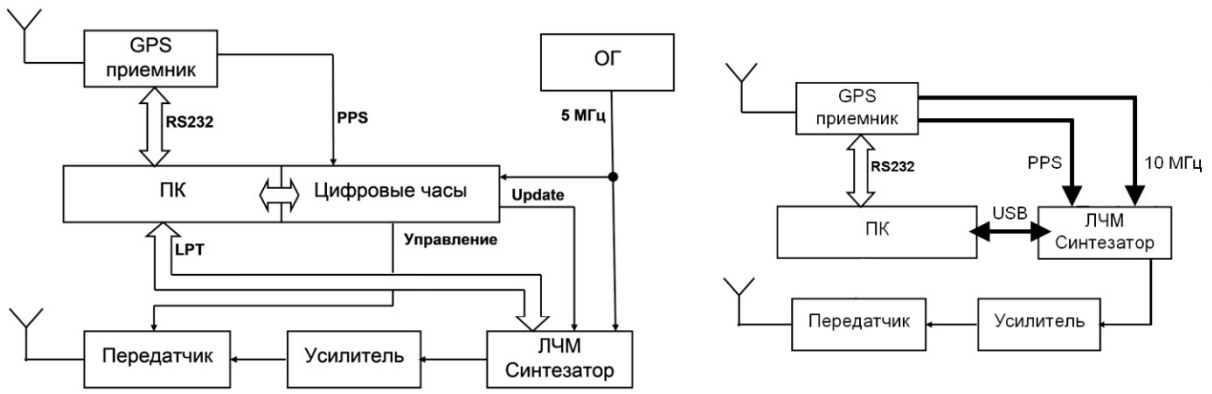 GPS
приемник
ОГ
RS232
PPS
5 МГц
ПК
Цифровые часы
Update
LPT
Управление
Передатчик
Усилитель
ЛЧМ
Синтезатор
GPS
приемник
RS232
PPS
10 МГц
ПК
USB
ЛЧМ
Синтезатор
Передатчик
Усилитель